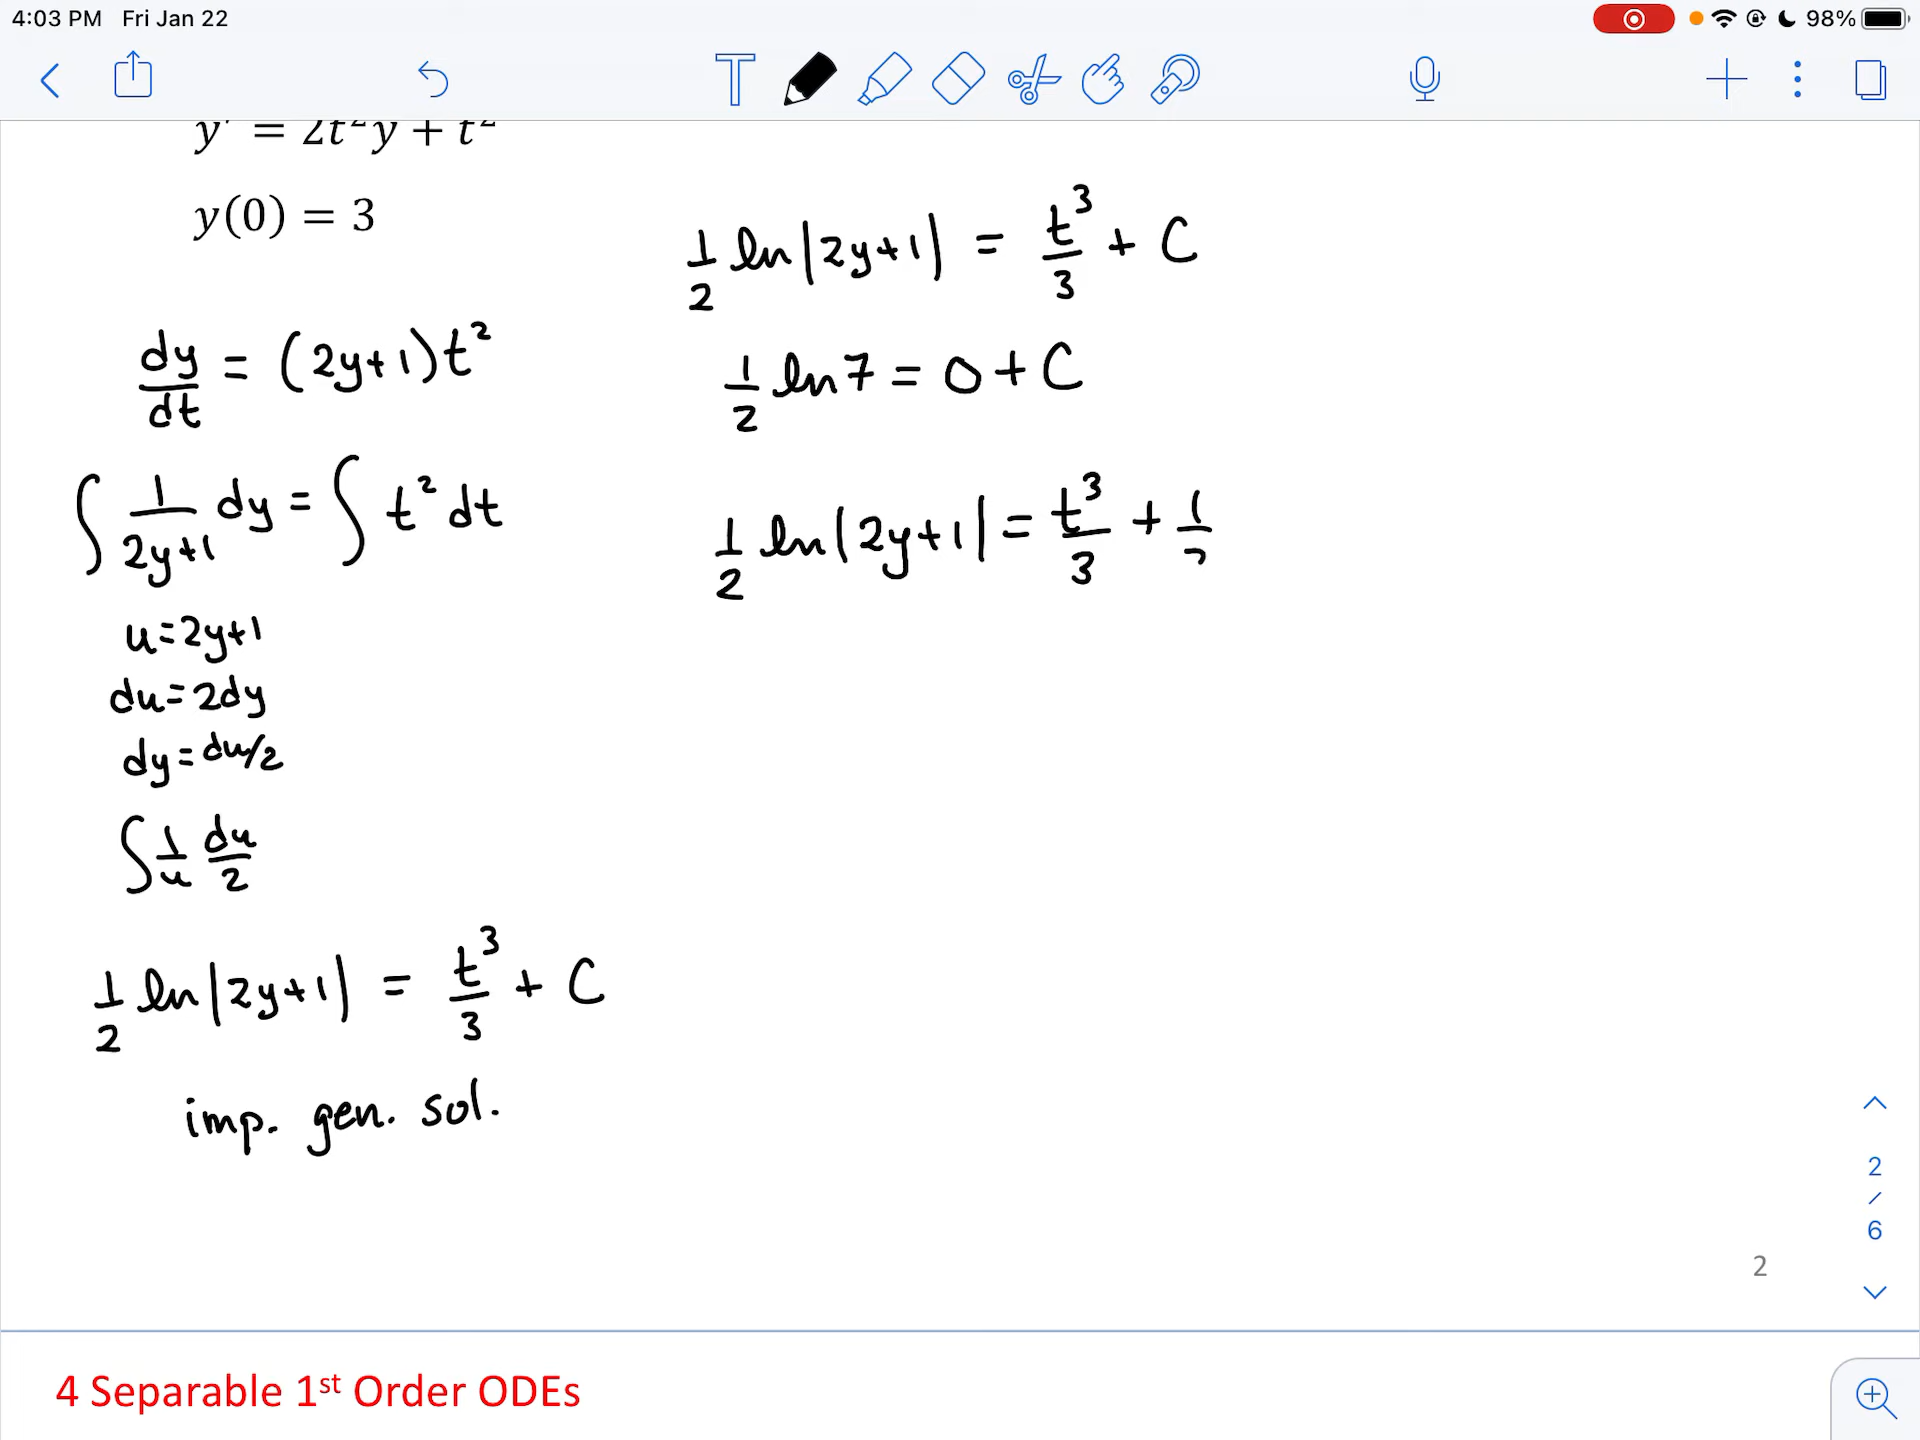 4:03 PM Fri Jan 22
98%
y' = 2t²y + t²
y(0) = 3
dy/dt = (2y+1)t²
∫ 1/(2y+1) dy = ∫ t² dt
u=2y+1
du=2dy
dy=du/2
∫ 1/u du/2
1/2 ln|2y+1| = t³/3 + C
imp. gen. sol.
1/2 ln|2y+1| = t³/3 + C
1/2 ln 7 = 0 + C
1/2 ln|2y+1| = t³/3 + 1/2
2
/
6
2
4 Separable 1st Order ODEs